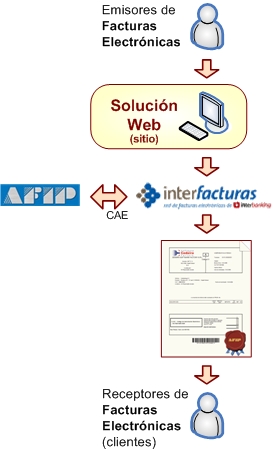 Emisores de
Facturas
Electrónicas
Solución
Web
(sitio)
AFIP
CAE
interfacturas
red de facturas electrónicas de interbanking
AFIP
Receptores de
Facturas
Electrónicas
(clientes)